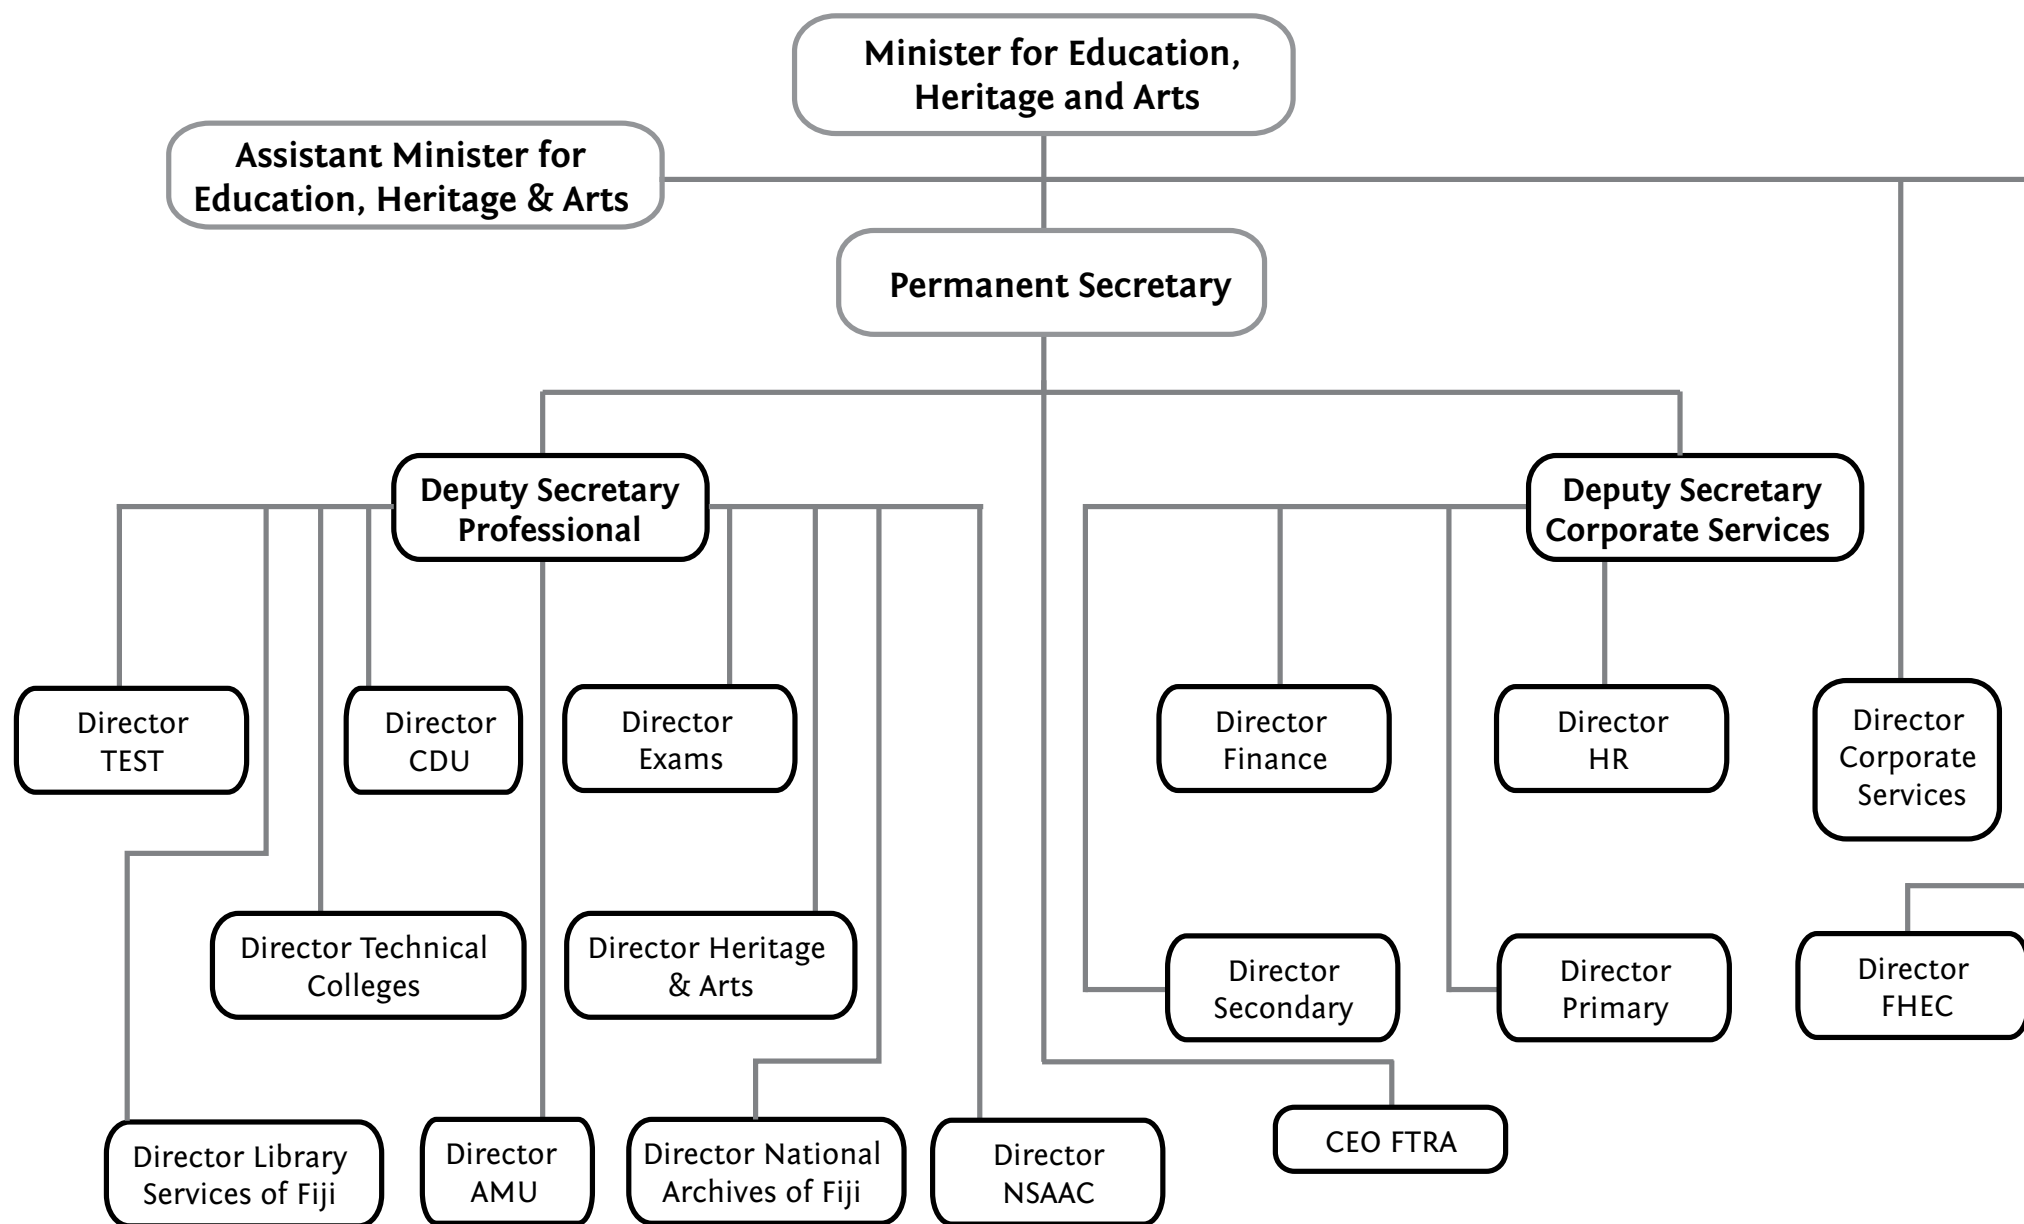 Minister for Education,
Heritage and Arts
Assistant Minister for
Education, Heritage & Arts
Permanent Secretary
Deputy Secretary
Professional
Deputy Secretary
Corporate Services
Director
TEST
Director
CDU
Director
Exams
Director
Finance
Director
HR
Director
Corporate
Services
Director Technical
Colleges
Director Heritage
& Arts
Director
Secondary
Director
Primary
Director
FHEC
Director Library
Services of Fiji
Director
AMU
Director National
Archives of Fiji
Director
NSAAC
CEO FTRA